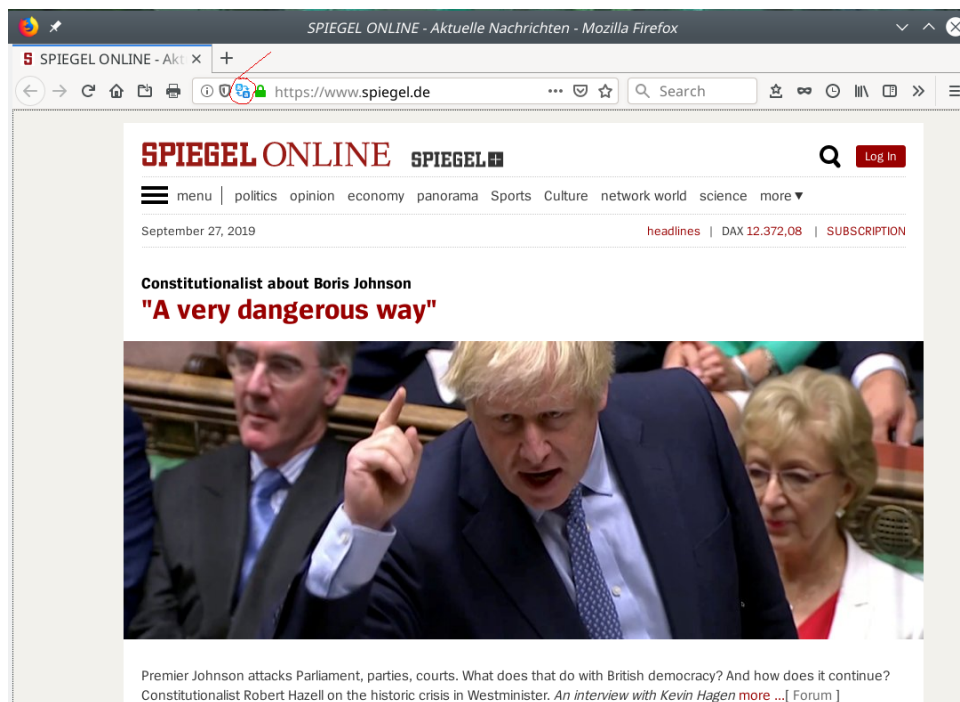 SPIEGEL ONLINE - Aktuelle Nachrichten - Mozilla Firefox
S SPIEGEL ONLINE - Akt
https://www.spiegel.de
Search
SPIEGEL ONLINE SPIEGEL+
Log In
menu | politics opinion economy panorama Sports Culture network world science more ▾
September 27, 2019
headlines | DAX 12.372,08 | SUBSCRIPTION
Constitutionalist about Boris Johnson
"A very dangerous way"
Premier Johnson attacks Parliament, parties, courts. What does that do with British democracy? And how does it continue?
Constitutionalist Robert Hazell on the historic crisis in Westminister. An interview with Kevin Hagen more ...[ Forum ]